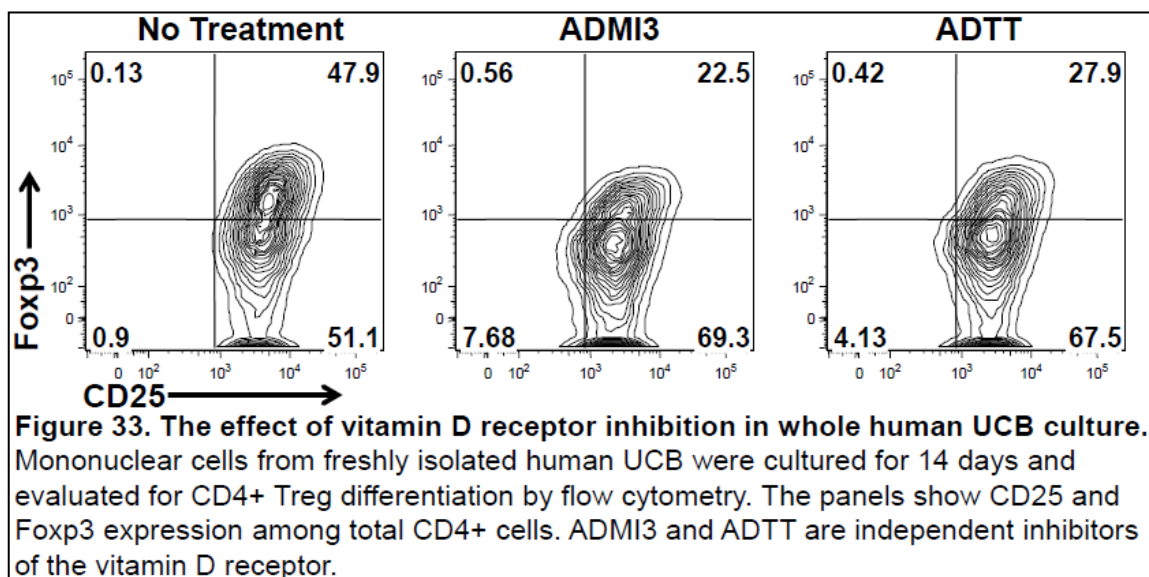 No Treatment ADMI3 ADTT
0.13 47.9 0.56 22.5 0.42 27.9
10⁵ 10⁵ 10⁵
10⁴ 10⁴ 10⁴
10³ 10³ 10³
10² 10² 10²
0 0 0
0.9 51.1 7.68 69.3 4.13 67.5
0 10² 10³ 10⁴ 10⁵ 0 10² 10³ 10⁴ 10⁵ 0 10² 10³ 10⁴ 10⁵
Foxp3
CD25
Figure 33. The effect of vitamin D receptor inhibition in whole human UCB culture.
Mononuclear cells from freshly isolated human UCB were cultured for 14 days and
evaluated for CD4+ Treg differentiation by flow cytometry. The panels show CD25 and
Foxp3 expression among total CD4+ cells. ADMI3 and ADTT are independent inhibitors
of the vitamin D receptor.